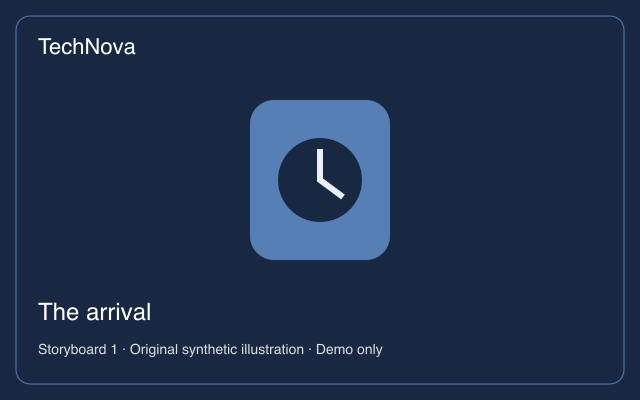 TechNova
The arrival
Storyboard 1 · Original synthetic illustration · Demo only